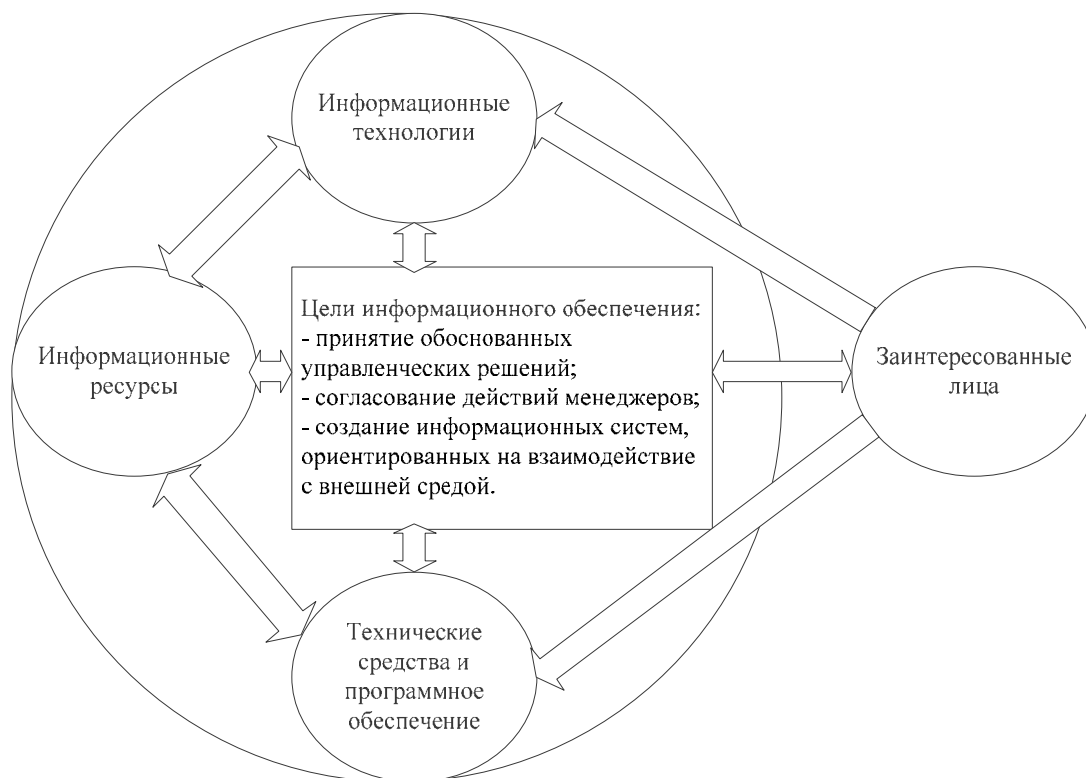 Информационные
технологии
Цели информационного обеспечения:
- принятие обоснованных
управленческих решений;
- согласование действий менеджеров;
- создание информационных систем,
ориентированных на взаимодействие
с внешней средой.
Информационные
ресурсы
Заинтересованные
лица
Технические
средства и
программное
обеспечение